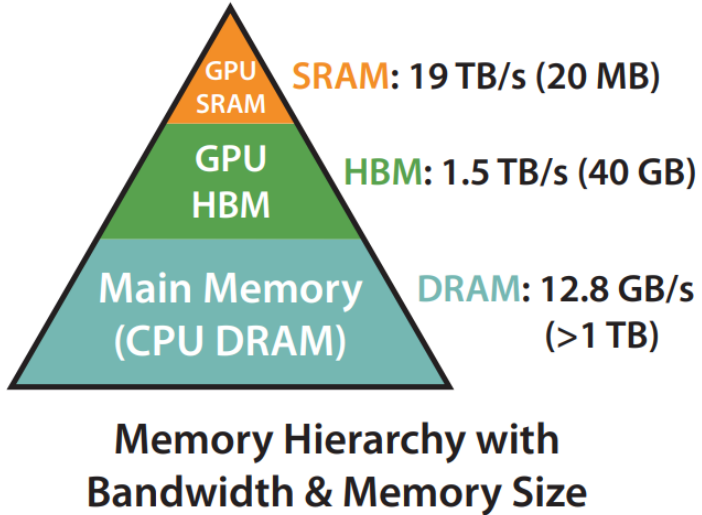 GPU
SRAM
SRAM: 19 TB/s (20 MB)
GPU
HBM
HBM: 1.5 TB/s (40 GB)
Main Memory
(CPU DRAM)
DRAM: 12.8 GB/s
(>1 TB)
Memory Hierarchy with
Bandwidth & Memory Size